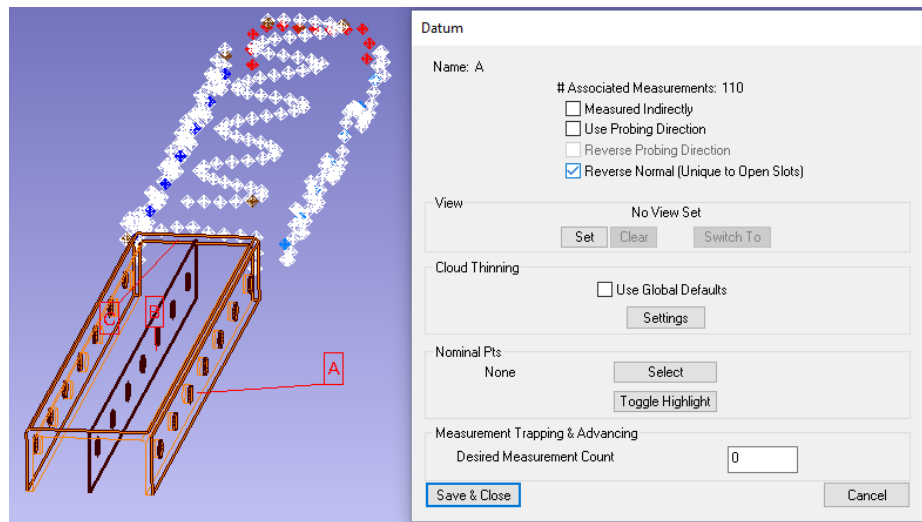 Datum
Name: A
# Associated Measurements: 110
Measured Indirectly
Use Probing Direction
Reverse Probing Direction
Reverse Normal (Unique to Open Slots)
View
No View Set
Set Clear Switch To
Cloud Thinning
Use Global Defaults
Settings
Nominal Pts
None Select
Toggle Highlight
Measurement Trapping & Advancing
Desired Measurement Count 0
Save & Close Cancel
C B
A